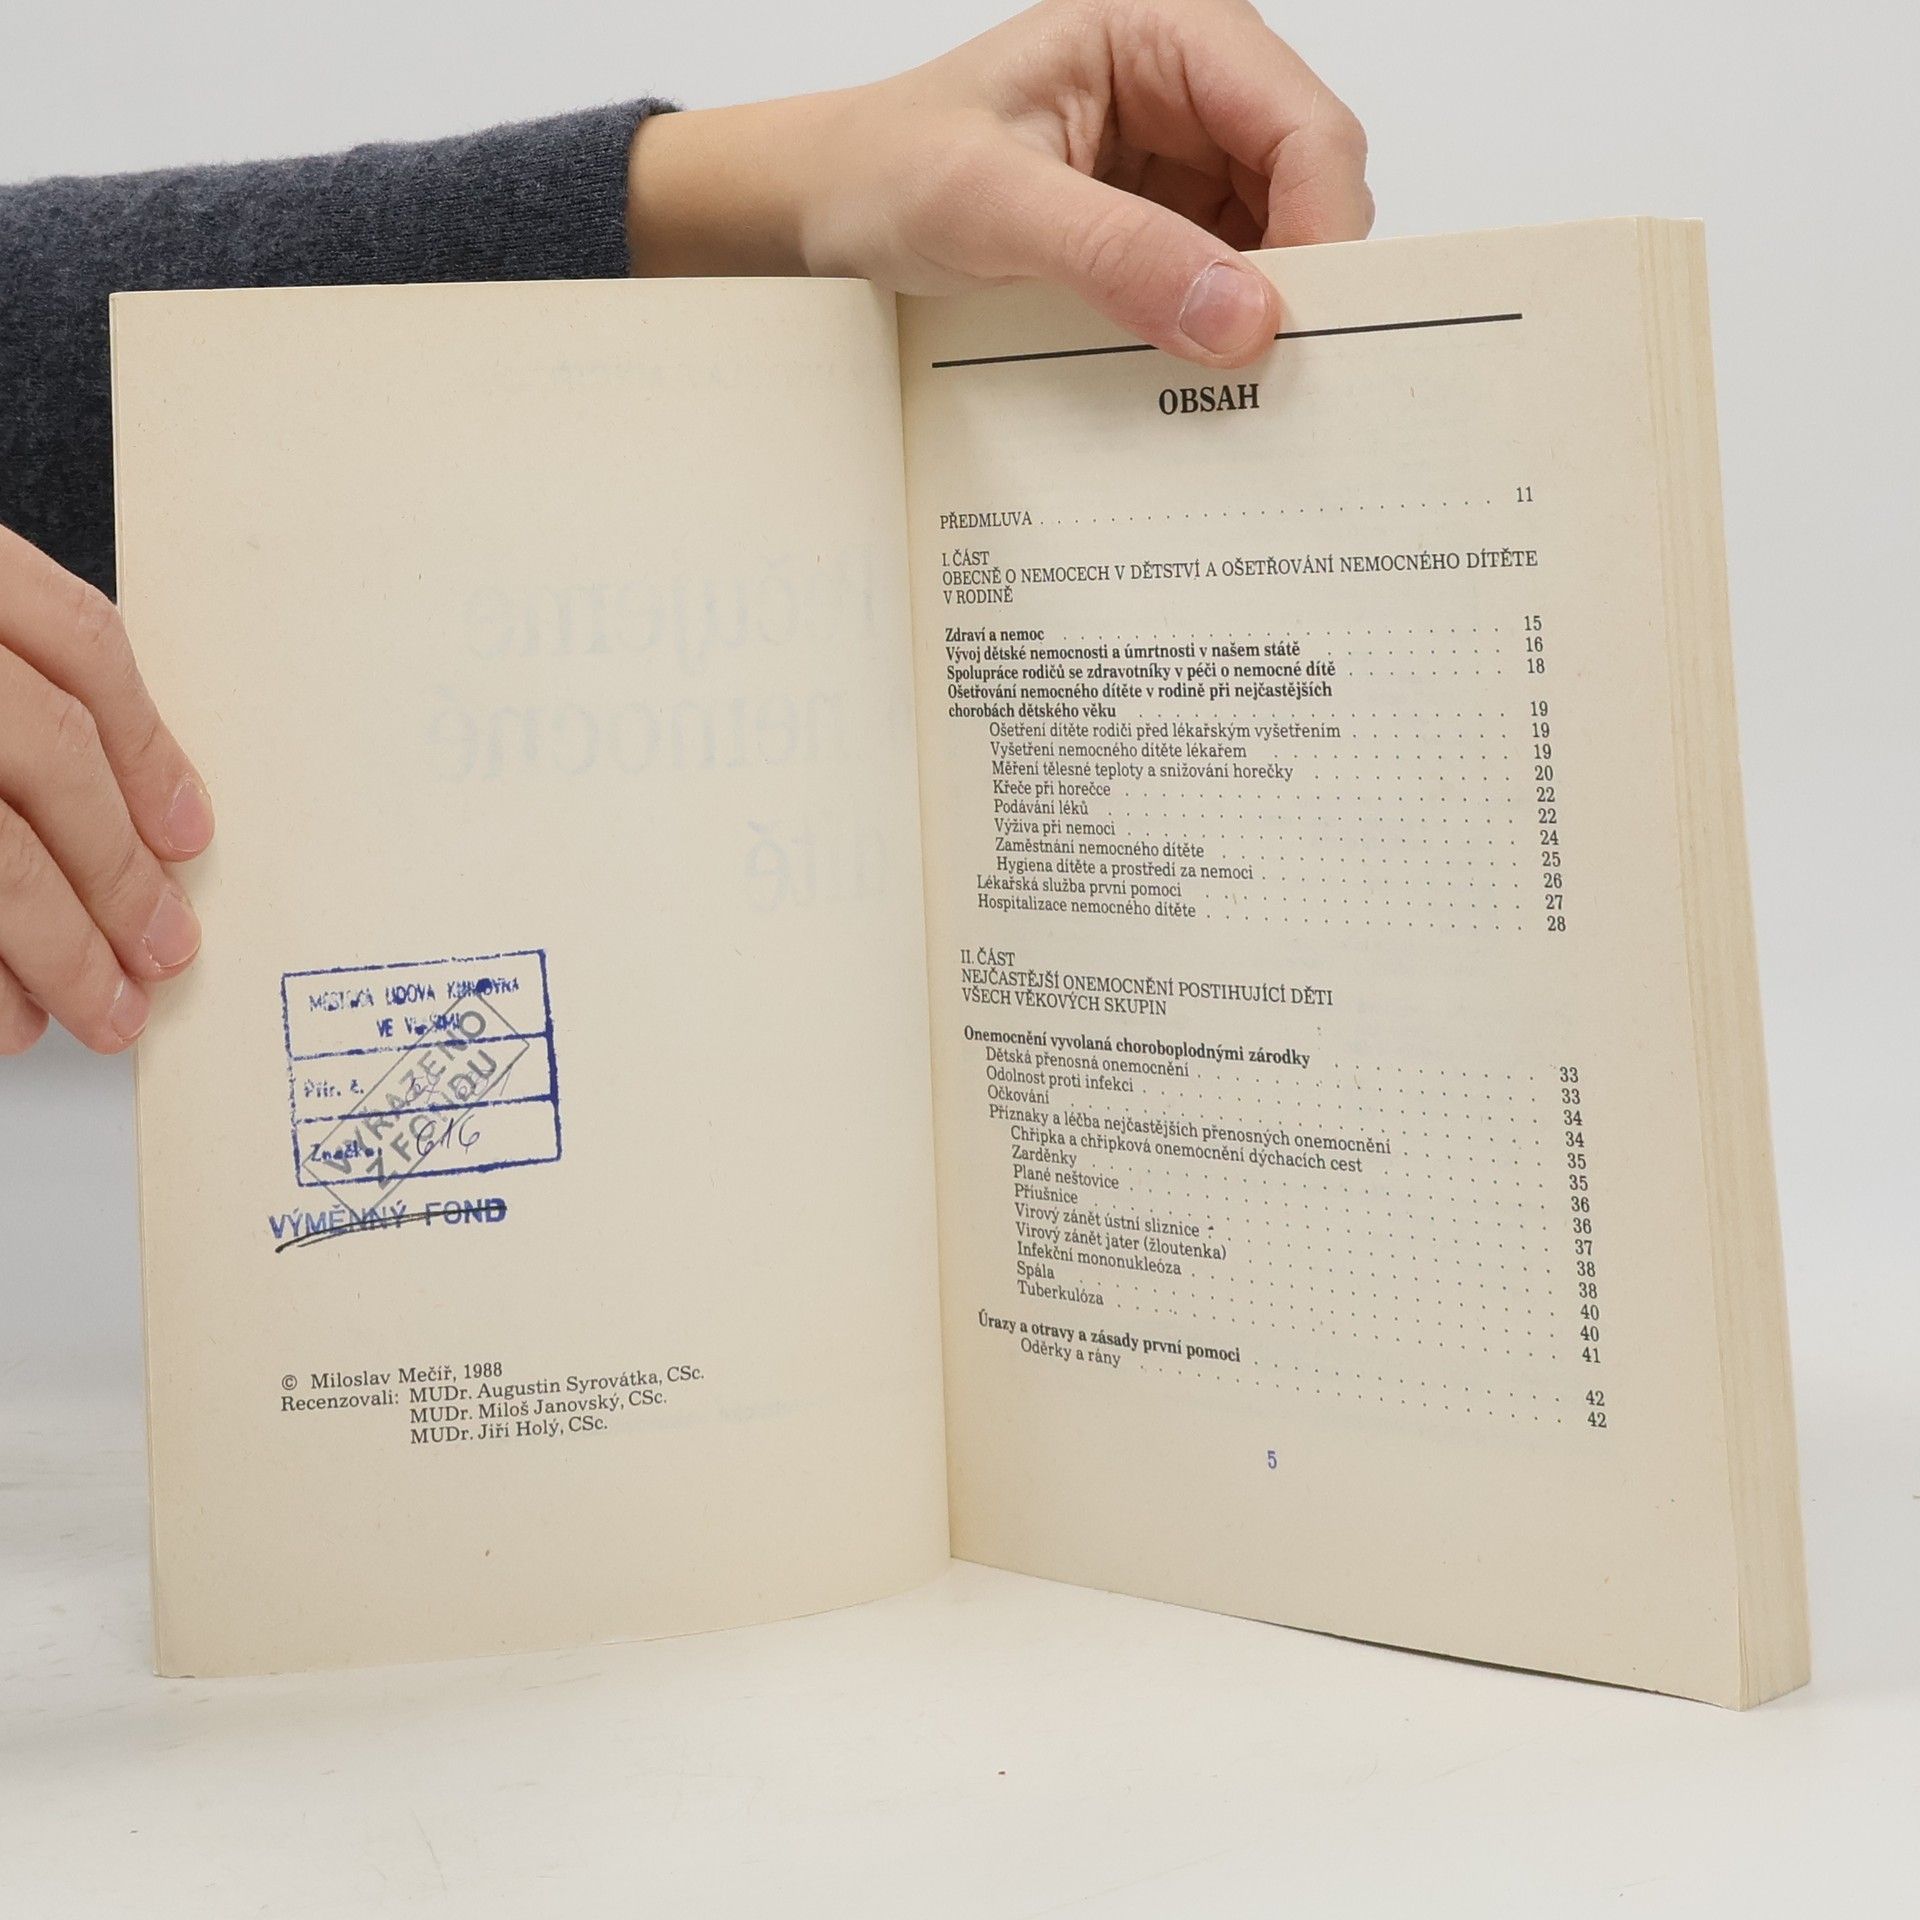 MĚSTSKÁ LIDOVÁ KNIHOVNA
VE VLAŠIMI
Přír. č.
Značka 616
VYŘAZENO
Z FONDU
VÝMĚNNÝ FOND
© Miloslav Mečíř, 1988
Recenzovali: MUDr. Augustin Syrovátka, CSc.
MUDr. Miloš Janovský, CSc.
MUDr. Jiří Holý, CSc.
OBSAH
PŘEDMLUVA . . . . . . . . . . . . . . . . . . . . . . 11
I. ČÁST
OBECNĚ O NEMOCECH V DĚTSTVÍ A OŠETŘOVÁNÍ NEMOCNÉHO DÍTĚTE
V RODINĚ
Zdraví a nemoc . . . . . . . . . . . . . . . . 15
Vývoj dětské nemocnosti a úmrtnosti v našem státě . . . . . . . 16
Spolupráce rodičů se zdravotníky v péči o nemocné dítě . . . . . . 18
Ošetřování nemocného dítěte v rodině při nejčastějších
chorobách dětského věku . . . . . . . . . . . . . 19
Ošetření dítěte rodiči před lékařským vyšetřením . . . . . . 19
Vyšetření nemocného dítěte lékařem . . . . . . . . . 19
Měření tělesné teploty a snižování horečky . . . . . . . 20
Křeče při horečce . . . . . . . . . . . . . . 22
Podávání léků . . . . . . . . . . . . . . . 22
Výživa při nemoci . . . . . . . . . . . . . . 24
Zaměstnání nemocného dítěte . . . . . . . . . . . 25
Hygiena dítěte a prostředí za nemoci . . . . . . . . . 26
Lékařská služba první pomoci . . . . . . . . . . . 27
Hospitalizace nemocného dítěte . . . . . . . . . . . 28
II. ČÁST
NEJČASTĚJŠÍ ONEMOCNĚNÍ POSTIHUJÍCÍ DĚTI
VŠECH VĚKOVÝCH SKUPIN
Onemocnění vyvolaná choroboplodnými zárodky . . . . . . . 33
Dětská přenosná onemocnění . . . . . . . . . . . 33
Odolnost proti infekci . . . . . . . . . . . . . 34
Očkování . . . . . . . . . . . . . . . . 34
Příznaky a léčba nejčastějších přenosných onemocnění . . . . . 35
Chřipka a chřipková onemocnění dýchacích cest . . . . . . 35
Zarděnky . . . . . . . . . . . . . . . . 36
Plané neštovice . . . . . . . . . . . . . . 36
Příušnice . . . . . . . . . . . . . . . . 37
Virový zánět ústní sliznice . . . . . . . . . . . 38
Virový zánět jater (žloutenka) . . . . . . . . . . 38
Infekční mononukleóza . . . . . . . . . . . . 40
Spála . . . . . . . . . . . . . . . . . 40
Tuberkulóza . . . . . . . . . . . . . . . 41
Úrazy a otravy a zásady první pomoci . . . . . . . . . . 42
Oděrky a rány . . . . . . . . . . . . . . . 42
5